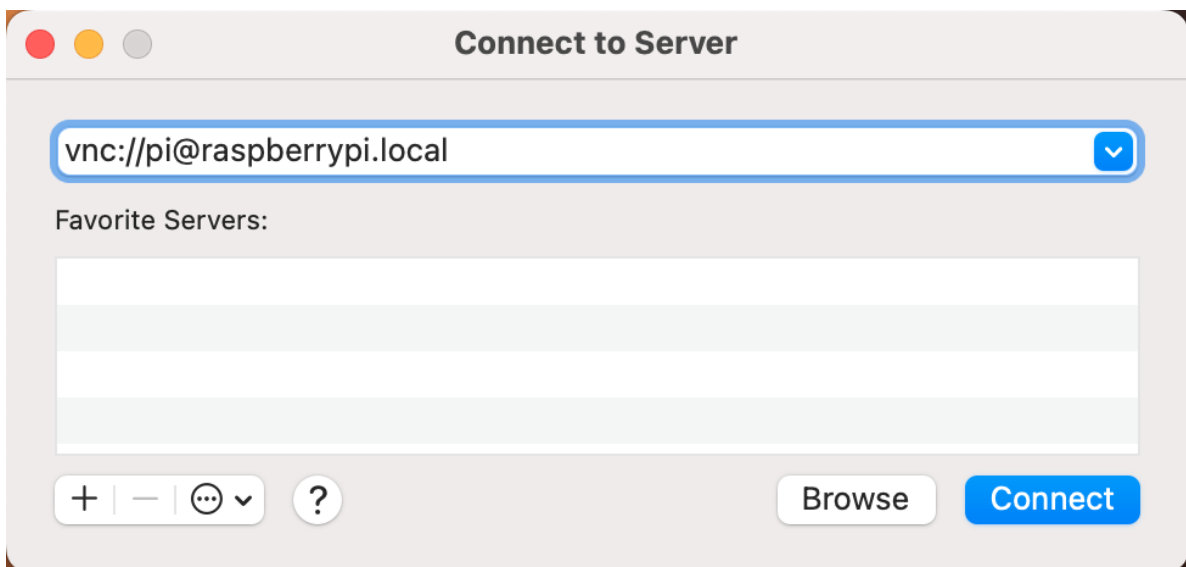 Connect to Server
vnc://pi@raspberrypi.local
Favorite Servers:
?
Browse
Connect